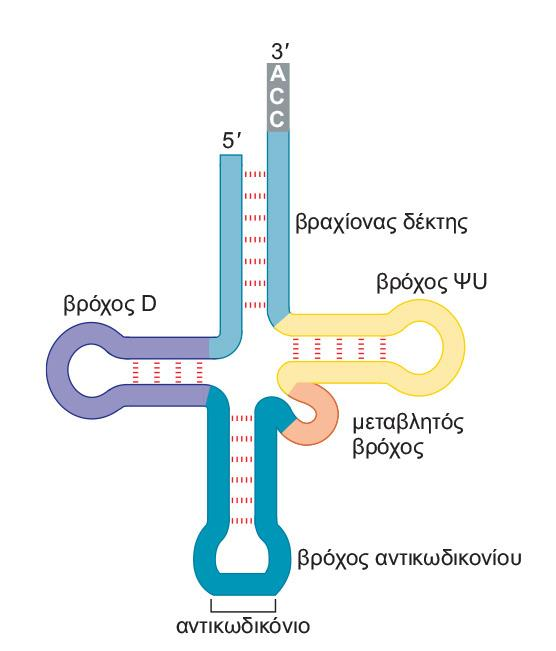 3′
A
C
C
5′
βραχίονας δέκτης
βρόχος ΨU
βρόχος D
μεταβλητός
βρόχος
βρόχος αντικωδικονίου
αντικωδικόνιο